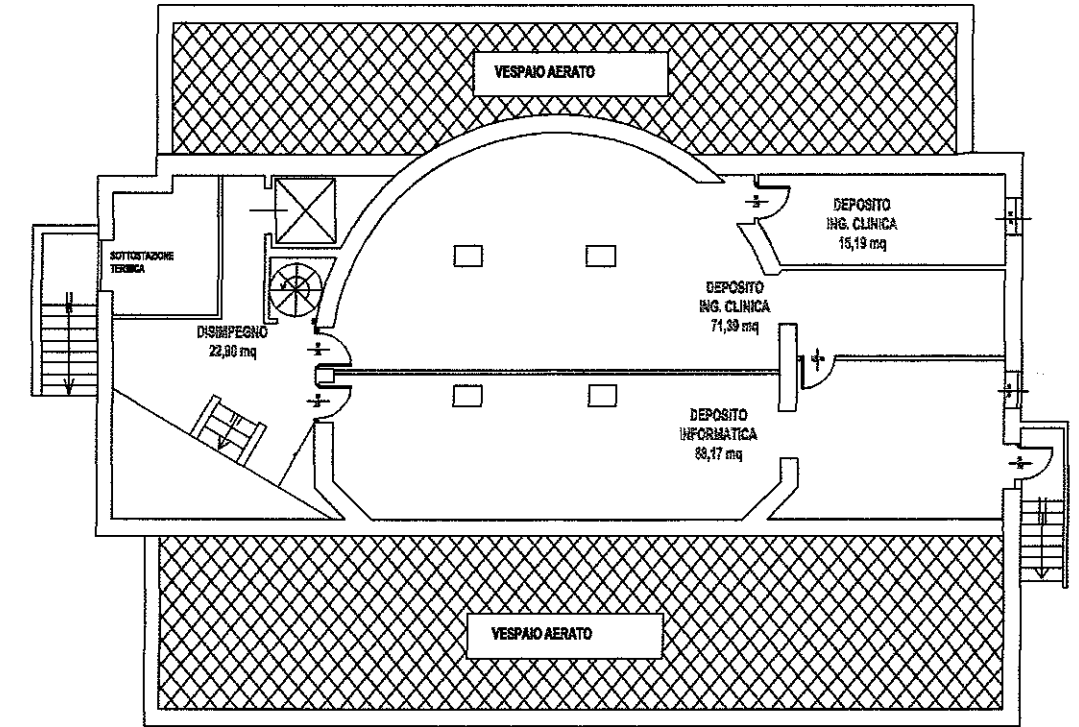 VESPAIO AERATO
DEPOSITO
ING. CLINICA
15,19 mq
SOTTOSTAZIONE
TERMICA
DEPOSITO
ING. CLINICA
71,39 mq
DISIMPEGNO
22,90 mq
DEPOSITO
INFORMATICA
88,17 mq
VESPAIO AERATO